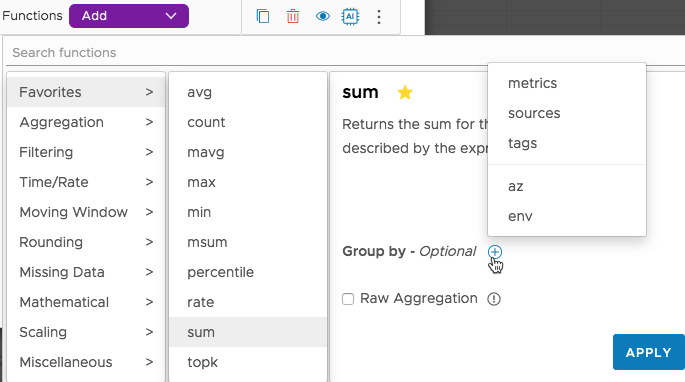 Functions Add AI
Search functions
Favorites >
Aggregation >
Filtering >
Time/Rate >
Moving Window >
Rounding >
Missing Data >
Mathematical >
Scaling >
Miscellaneous >
avg
count
mavg
max
min
msum
percentile
rate
sum
topk
sum
Returns the sum for th
described by the expr
Group by - Optional
Raw Aggregation
APPLY
metrics
sources
tags
az
env